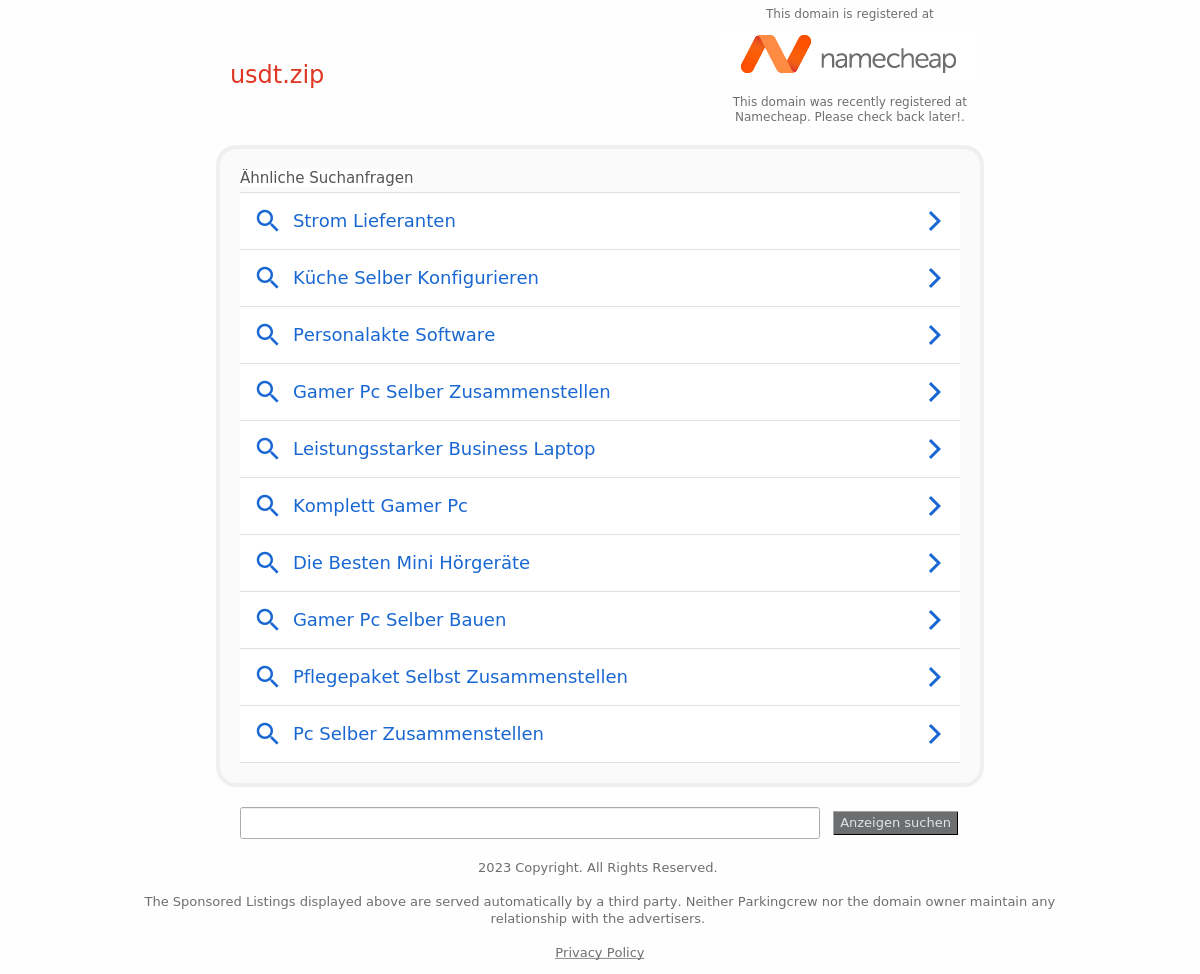 This domain is registered at
namecheap
usdt.zip
This domain was recently registered at
Namecheap. Please check back later!.
Ähnliche Suchanfragen
Strom Lieferanten
Küche Selber Konfigurieren
Personalakte Software
Gamer Pc Selber Zusammenstellen
Leistungsstarker Business Laptop
Komplett Gamer Pc
Die Besten Mini Hörgeräte
Gamer Pc Selber Bauen
Pflegepaket Selbst Zusammenstellen
Pc Selber Zusammenstellen
Anzeigen suchen
2023 Copyright. All Rights Reserved.
The Sponsored Listings displayed above are served automatically by a third party. Neither Parkingcrew nor the domain owner maintain any
relationship with the advertisers.
Privacy Policy